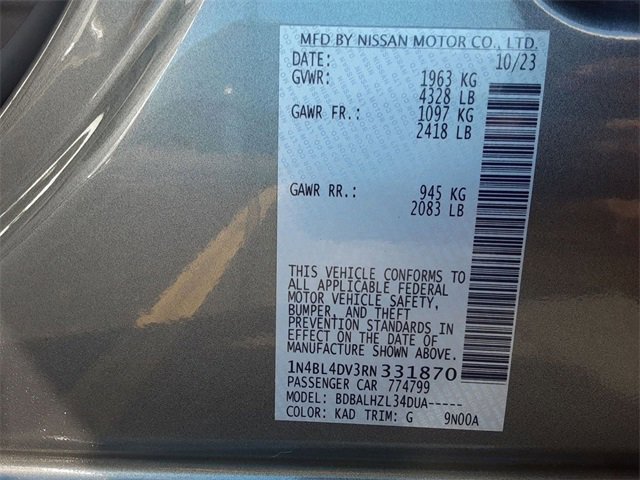 MFD BY NISSAN MOTOR CO., LTD.
DATE: 10/23
GVWR: 1963 KG
4328 LB
GAWR FR.: 1097 KG
2418 LB
GAWR RR.: 945 KG
2083 LB
THIS VEHICLE CONFORMS TO
ALL APPLICABLE FEDERAL
MOTOR VEHICLE SAFETY,
BUMPER, AND THEFT
PREVENTION STANDARDS IN
EFFECT ON THE DATE OF
MANUFACTURE SHOWN ABOVE.
1N4BL4DV3RN331870
PASSENGER CAR 774799
MODEL: BDBALHZL34DUA-----
COLOR: KAD TRIM: G 9N00A